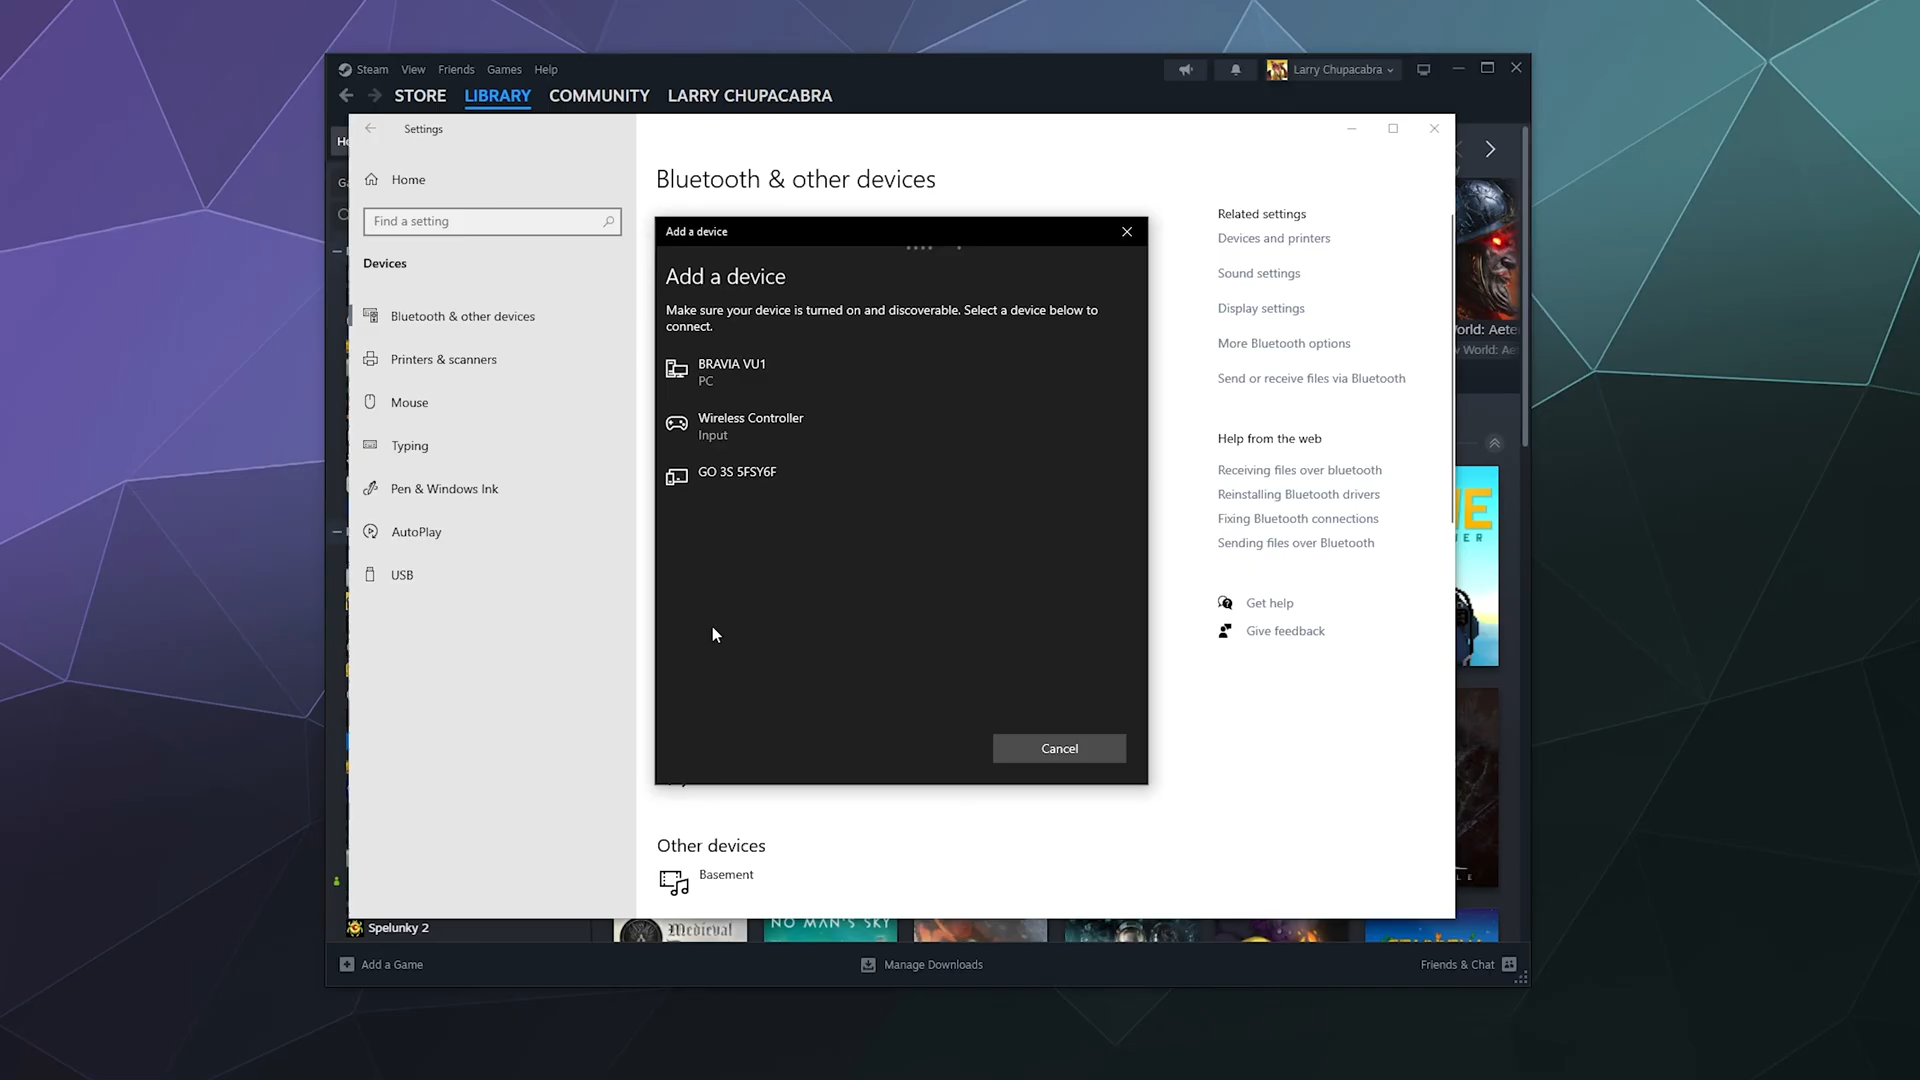 Steam View Friends Games Help
Larry Chupacabra
STORE LIBRARY COMMUNITY LARRY CHUPACABRA
Settings
Home
Find a setting
Devices
Bluetooth & other devices
Printers & scanners
Mouse
Typing
Pen & Windows Ink
AutoPlay
USB
Bluetooth & other devices
Add a device
Add a device
Make sure your device is turned on and discoverable. Select a device below to
connect.
BRAVIA VU1
PC
Wireless Controller
Input
GO 3S 5FSY6F
Cancel
Other devices
Basement
Related settings
Devices and printers
Sound settings
Display settings
More Bluetooth options
Send or receive files via Bluetooth
Help from the web
Receiving files over bluetooth
Reinstalling Bluetooth drivers
Fixing Bluetooth connections
Sending files over Bluetooth
Get help
Give feedback
Spelunky 2
Medieval
NO MAN'S SKY
Add a Game
Manage Downloads
Friends & Chat